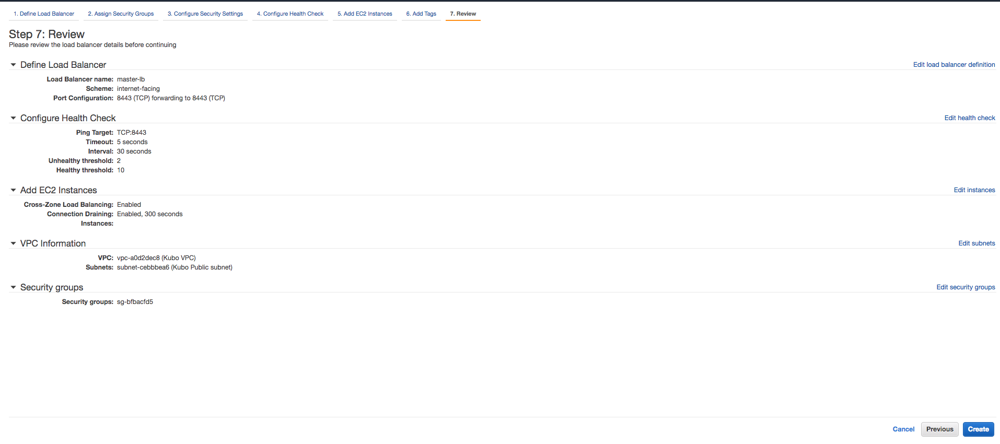 1. Define Load Balancer 2. Assign Security Groups 3. Configure Security Settings 4. Configure Health Check 5. Add EC2 Instances 6. Add Tags 7. Review
Step 7: Review
Please review the load balancer details before continuing
Define Load Balancer Edit load balancer definition
Load Balancer name: master-lb
Scheme: internet-facing
Port Configuration: 8443 (TCP) forwarding to 8443 (TCP)
Configure Health Check Edit health check
Ping Target: TCP:8443
Timeout: 5 seconds
Interval: 30 seconds
Unhealthy threshold: 2
Healthy threshold: 10
Add EC2 Instances Edit instances
Cross-Zone Load Balancing: Enabled
Connection Draining: Enabled, 300 seconds
Instances:
VPC Information Edit subnets
VPC: vpc-a0d2dec8 (Kubo VPC)
Subnets: subnet-cebbbea6 (Kubo Public subnet)
Security groups Edit security groups
Security groups: sg-bfbacfd5
Cancel Previous Create